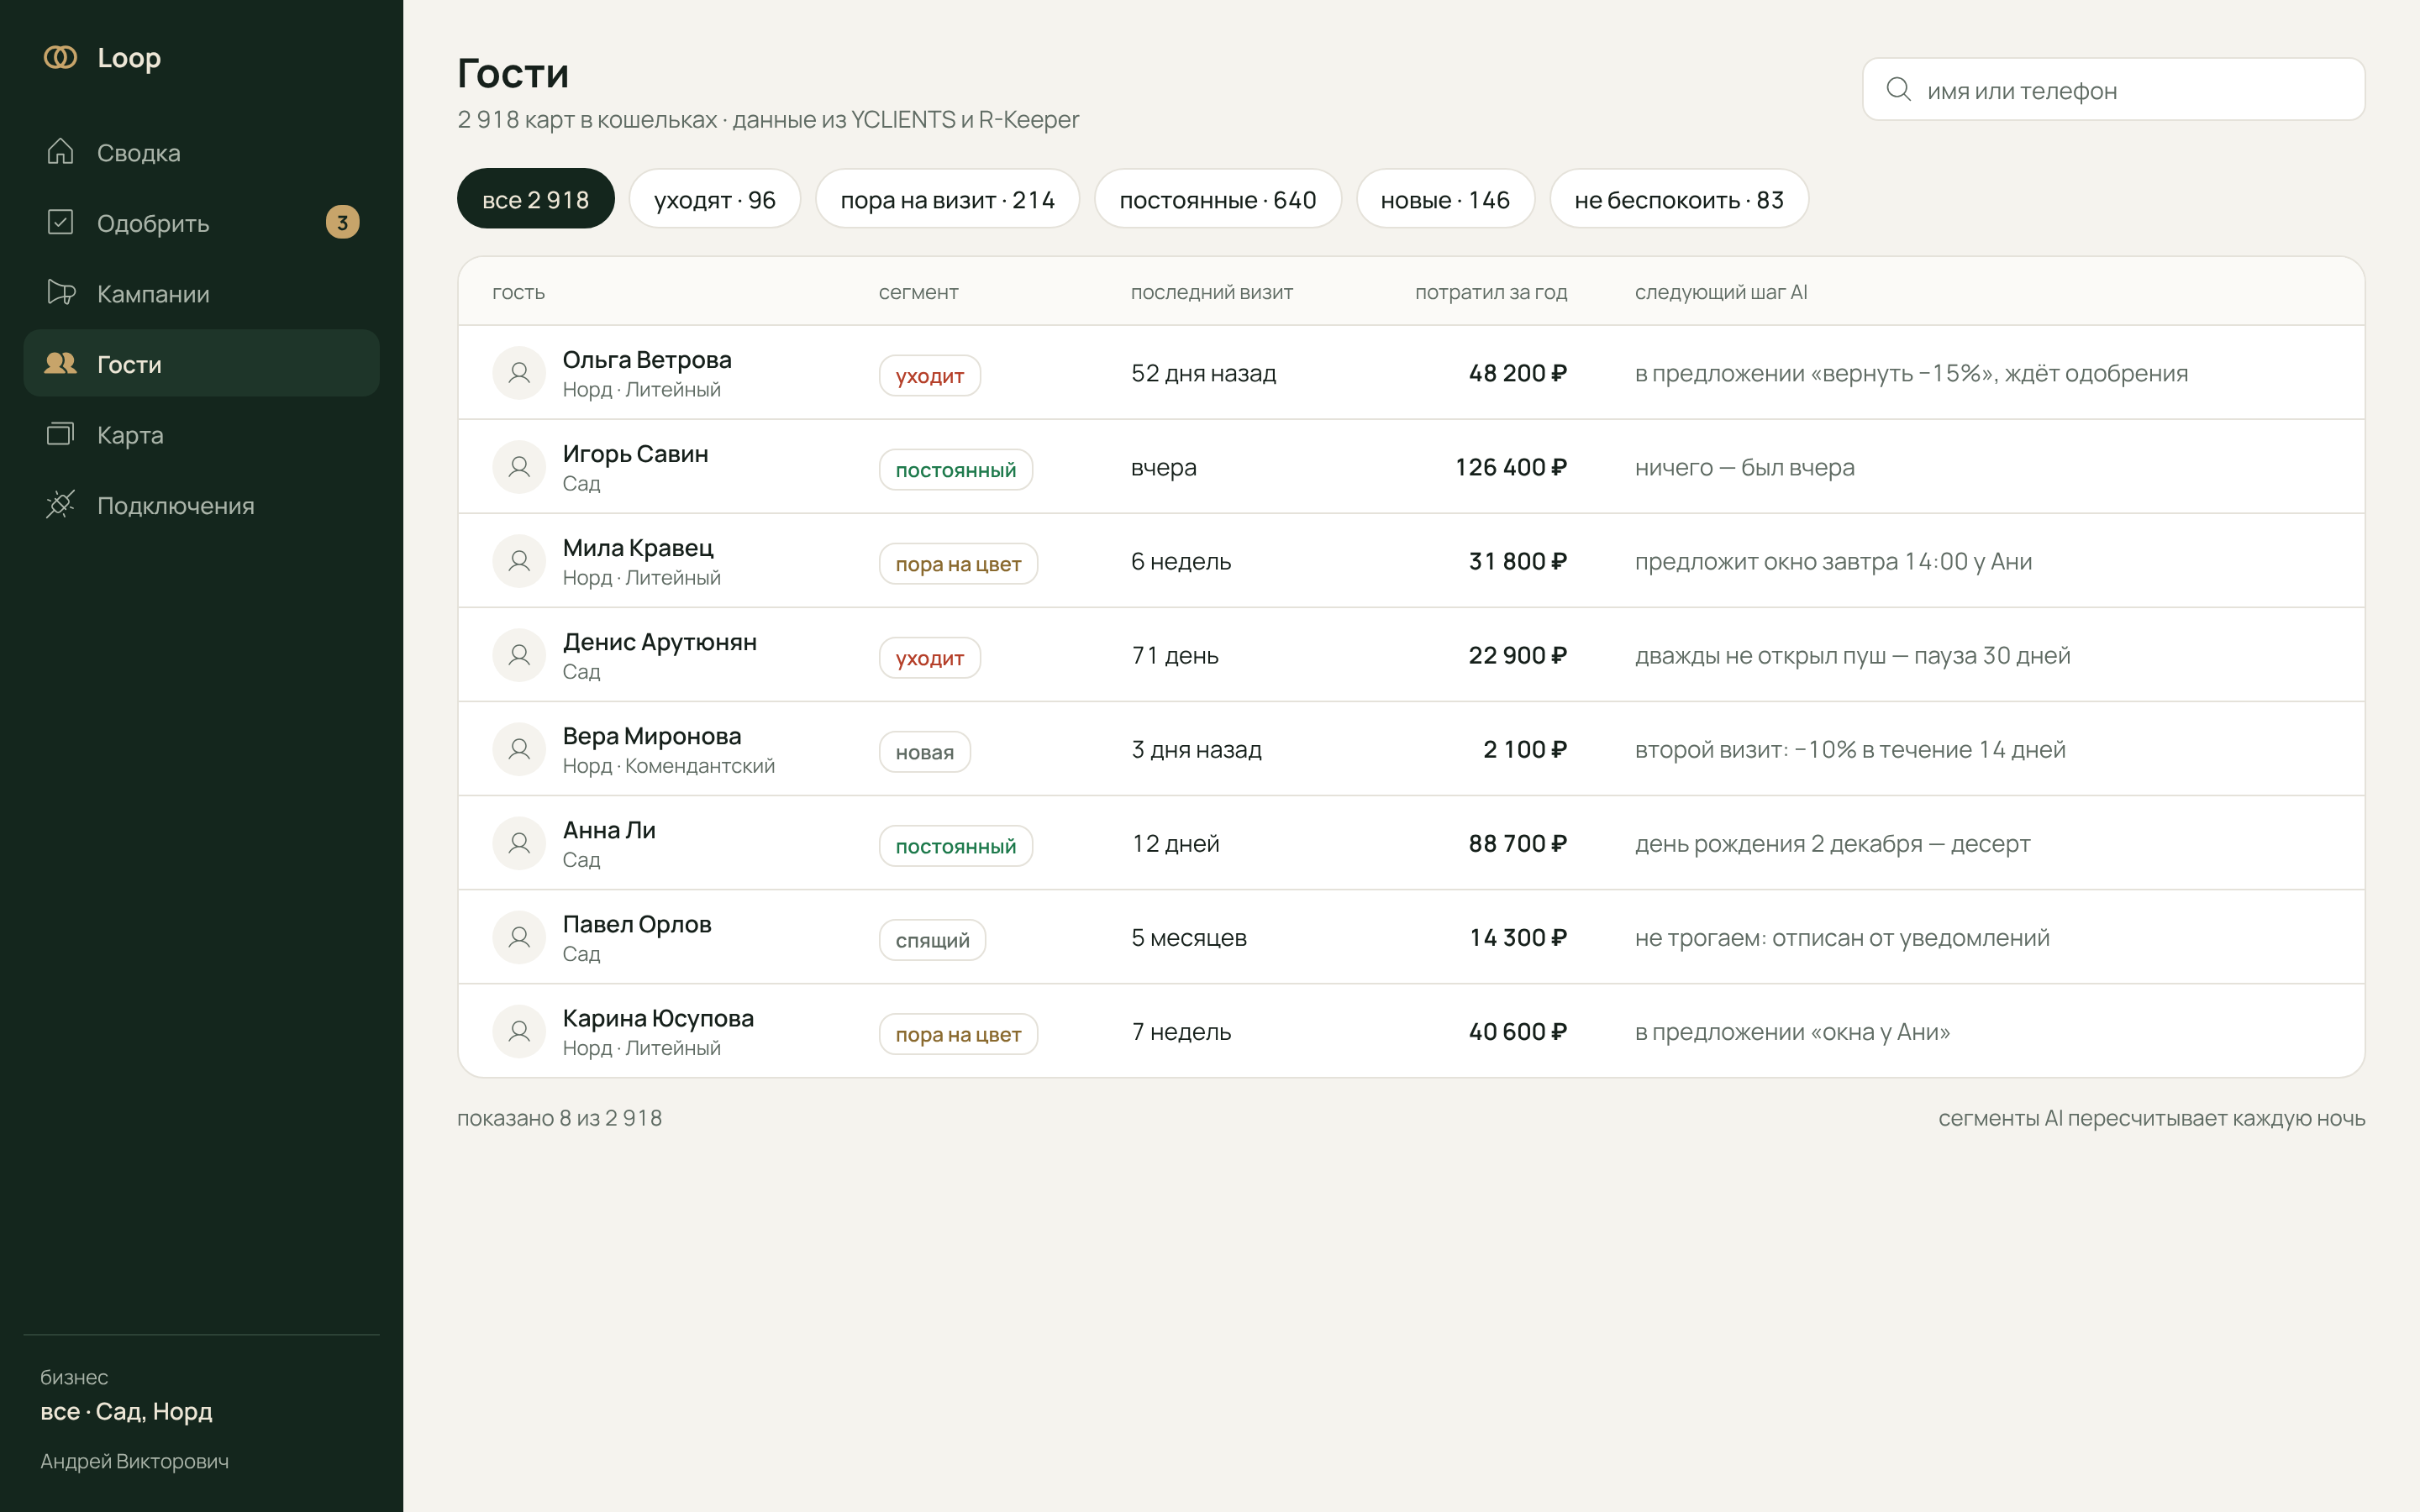 Loop
Сводка
Одобрить 3
Кампании
Гости
Карта
Подключения
бизнес
все · Сад, Норд
Андрей Викторович
Гости
2 918 карт в кошельках · данные из YCLIENTS и R-Keeper
имя или телефон
все 2 918 уходят · 96 пора на визит · 214 постоянные · 640 новые · 146 не беспокоить · 83
гость сегмент последний визит потратил за год следующий шаг AI
Ольга Ветрова
Норд · Литейный
уходит 52 дня назад 48 200 ₽ в предложении «вернуть −15%», ждёт одобрения
Игорь Савин
Сад
постоянный вчера 126 400 ₽ ничего — был вчера
Мила Кравец
Норд · Литейный
пора на цвет 6 недель 31 800 ₽ предложит окно завтра 14:00 у Ани
Денис Арутюнян
Сад
уходит 71 день 22 900 ₽ дважды не открыл пуш — пауза 30 дней
Вера Миронова
Норд · Комендантский
новая 3 дня назад 2 100 ₽ второй визит: −10% в течение 14 дней
Анна Ли
Сад
постоянный 12 дней 88 700 ₽ день рождения 2 декабря — десерт
Павел Орлов
Сад
спящий 5 месяцев 14 300 ₽ не трогаем: отписан от уведомлений
Карина Юсупова
Норд · Литейный
пора на цвет 7 недель 40 600 ₽ в предложении «окна у Ани»
показано 8 из 2 918
сегменты AI пересчитывает каждую ночь